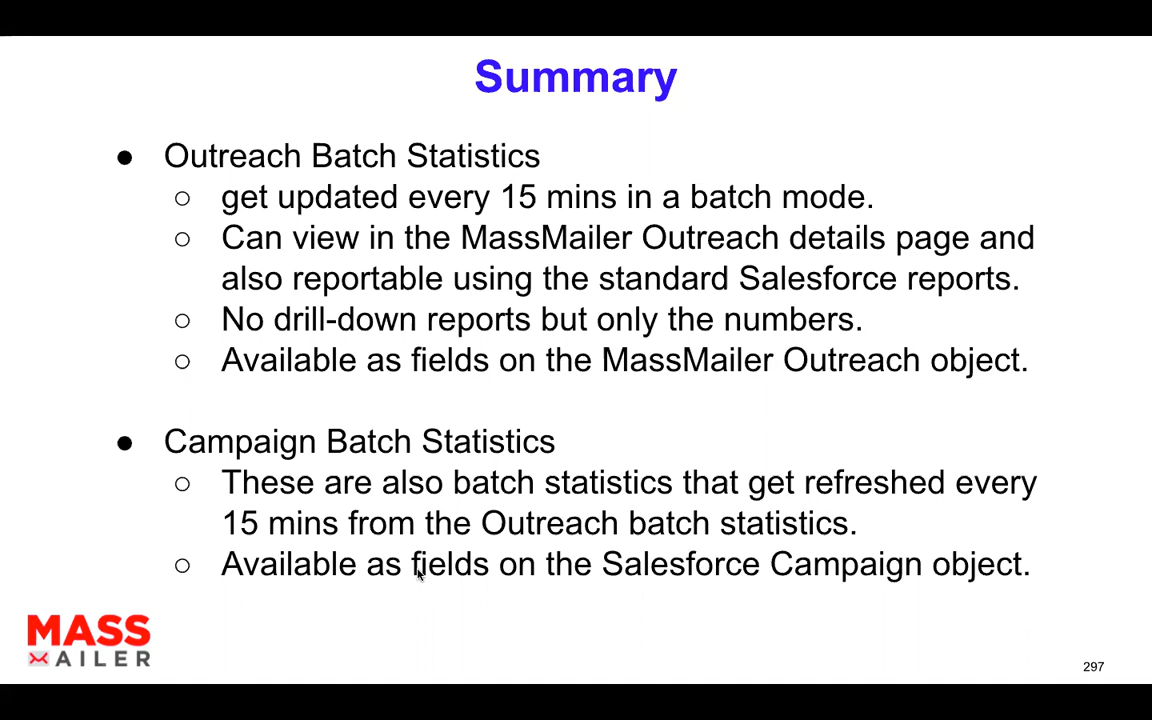 Summary
● Outreach Batch Statistics
○ get updated every 15 mins in a batch mode.
○ Can view in the MassMailer Outreach details page and
also reportable using the standard Salesforce reports.
○ No drill-down reports but only the numbers.
○ Available as fields on the MassMailer Outreach object.
● Campaign Batch Statistics
○ These are also batch statistics that get refreshed every
15 mins from the Outreach batch statistics.
○ Available as fields on the Salesforce Campaign object.
MASS
AILER
297